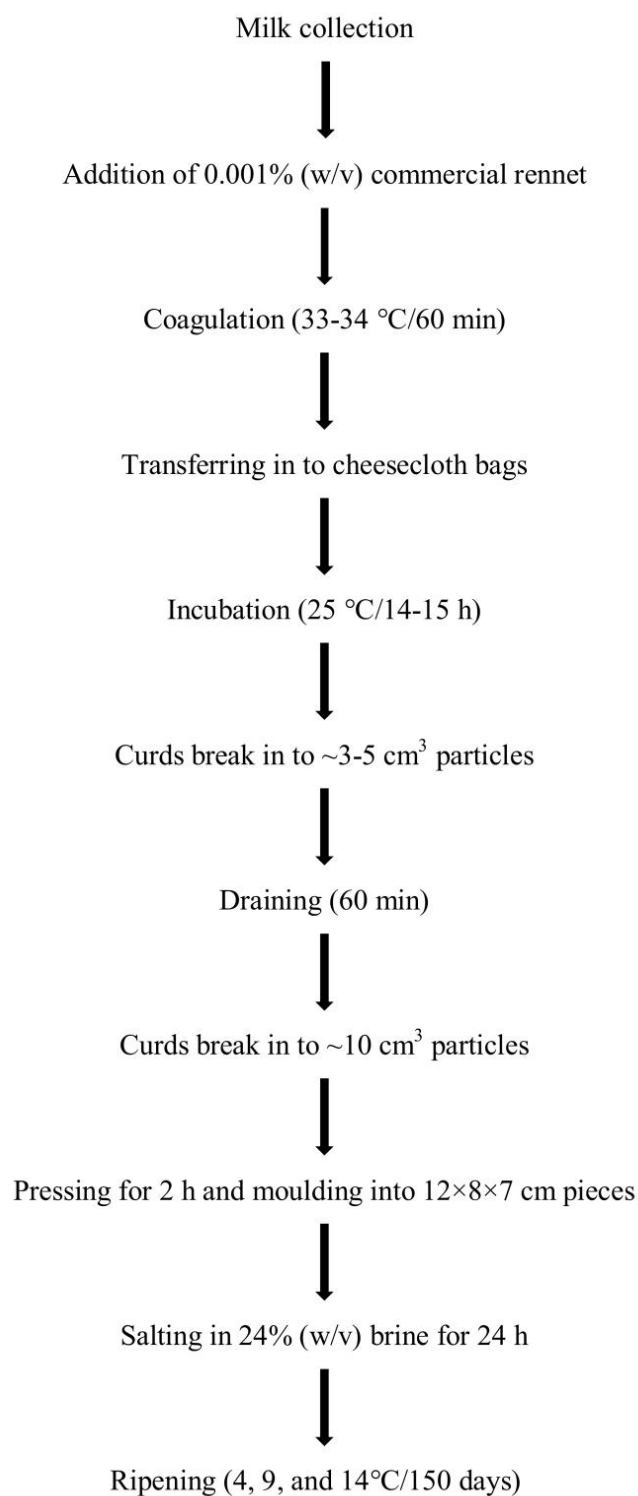 Milk collection
Addition of 0.001% (w/v) commercial rennet
Coagulation (33-34 °C/60 min)
Transferring in to cheesecloth bags
Incubation (25 °C/14-15 h)
Curds break in to ~3-5 cm³ particles
Draining (60 min)
Curds break in to ~10 cm³ particles
Pressing for 2 h and moulding into 12×8×7 cm pieces
Salting in 24% (w/v) brine for 24 h
Ripening (4, 9, and 14°C/150 days)